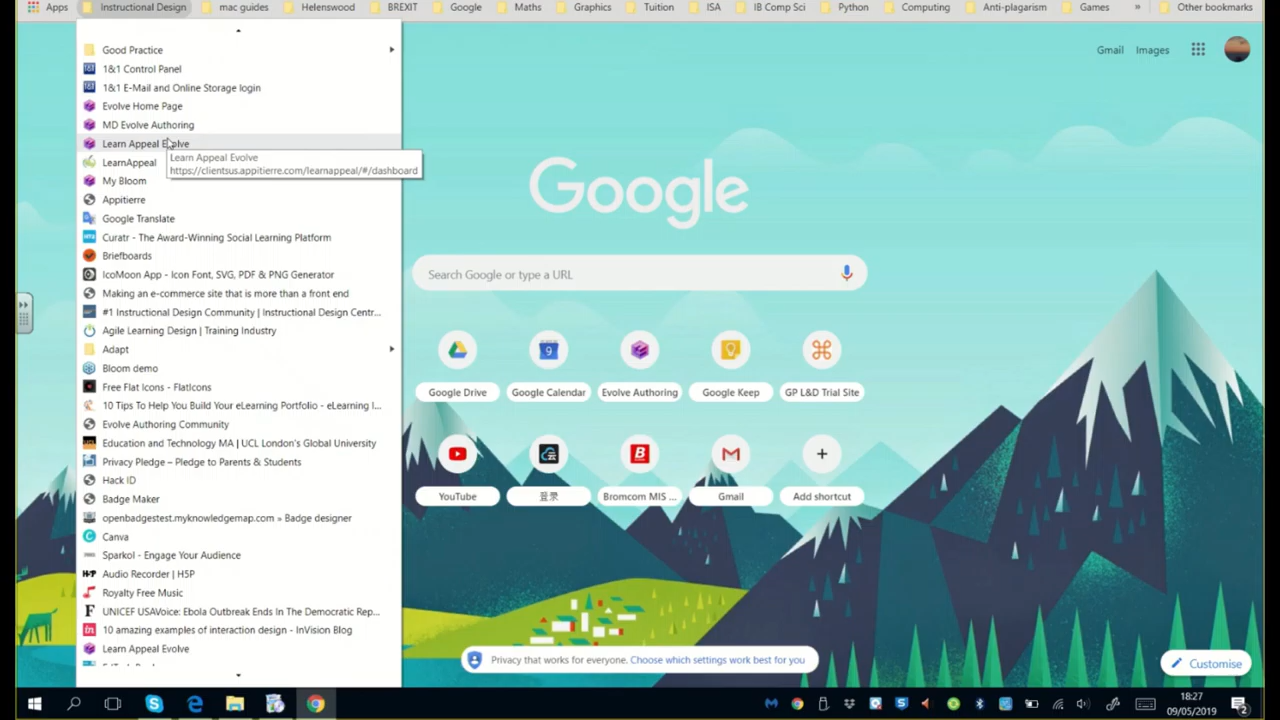 Apps Instructional Design mac guides Helenswood BREXIT Google Maths Graphics Tuition ISA IB Comp Sci Python Computing Anti-plagiarism Games » Other bookmarks
Gmail Images
Good Practice
1&1 Control Panel
1&1 E-Mail and Online Storage login
Evolve Home Page
MD Evolve Authoring
Learn Appeal Evolve
Learn Appeal Evolve
https://clientsus.appitierre.com/learnappeal/#/dashboard
LearnAppeal
My Bloom
Appitierre
Google Translate
Curatr - The Award-Winning Social Learning Platform
Briefboards
IcoMoon App - Icon Font, SVG, PDF & PNG Generator
Making an e-commerce site that is more than a front end
#1 Instructional Design Community | Instructional Design Centr...
Agile Learning Design | Training Industry
Adapt
Bloom demo
Free Flat Icons - FlatIcons
10 Tips To Help You Build Your eLearning Portfolio - eLearning I...
Evolve Authoring Community
Education and Technology MA | UCL London's Global University
Privacy Pledge – Pledge to Parents & Students
Hack ID
Badge Maker
openbadgestest.myknowledgemap.com » Badge designer
Canva
Sparkol - Engage Your Audience
Audio Recorder | H5P
Royalty Free Music
UNICEF USAVoice: Ebola Outbreak Ends In The Democratic Rep...
10 amazing examples of interaction design - InVision Blog
Learn Appeal Evolve
Google
Search Google or type a URL
Google Drive Google Calendar Evolve Authoring Google Keep GP L&D Trial Site
YouTube 登录 Bromcom MIS ... Gmail Add shortcut
Privacy that works for everyone. Choose which settings work best for you
Customise
18:27
09/05/2019